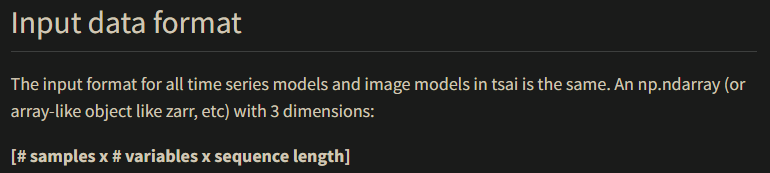 Input data format
The input format for all time series models and image models in tsai is the same. An np.ndarray (or
array-like object like zarr, etc) with 3 dimensions:
[# samples x # variables x sequence length]